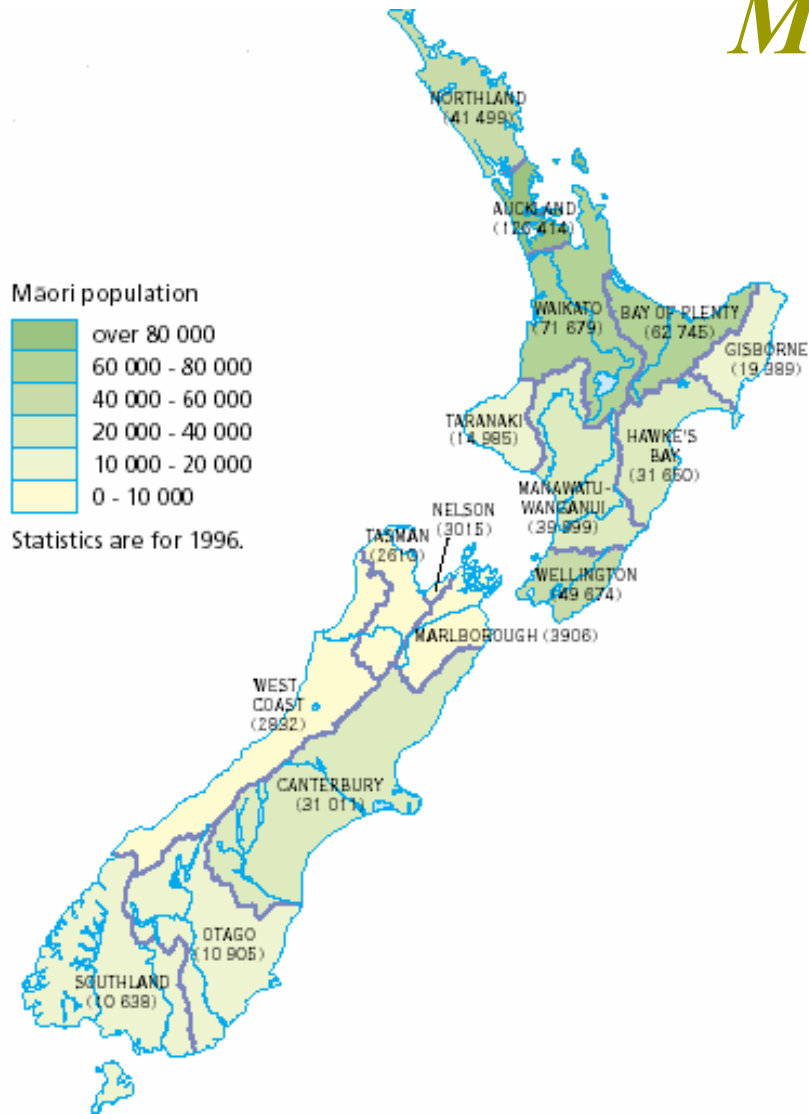 M
NORTHLAND
(41 499)
AUCKLAND
(126 414)
Māori population
over 80 000
60 000 - 80 000
40 000 - 60 000
20 000 - 40 000
10 000 - 20 000
0 - 10 000
Statistics are for 1996.
WAIKATO
(71 679)
BAY OF PLENTY
(62 745)
GISBORNE
(19 389)
TARANAKI
(14 985)
HAWKE'S
BAY
(31 650)
MANAWATU-
WANGANUI
(39 399)
NELSON
(3015)
TASMAN
(2610)
WELLINGTON
(49 674)
MARLBOROUGH (3906)
WEST
COAST
(2832)
CANTERBURY
(31 011)
OTAGO
(10 905)
SOUTHLAND
(10 638)